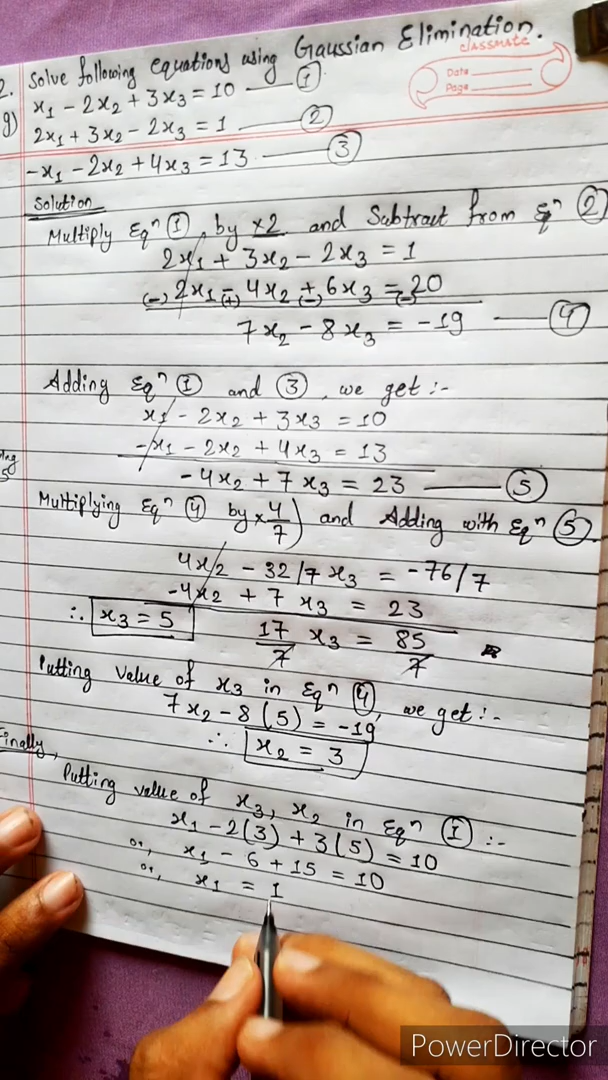 2. Solve following equations using Gaussian Elimination.
classmate
Date
Page
g) x₁ - 2x₂ + 3x₃ = 10 ①
2x₁ + 3x₂ - 2x₃ = 1 ②
-x₁ - 2x₂ + 4x₃ = 13 ③
Solution
Multiply Eqⁿ ①, by ×2 and Subtract from Eqⁿ ②
2x₁ + 3x₂ - 2x₃ = 1
(-) 2x₁ (+)- 4x₂ (-)+ 6x₃ = (-)20
7x₂ - 8x₃ = -19 ④
Adding Eqⁿ ① and ③, we get :-
x₁ - 2x₂ + 3x₃ = 10
-x₁ - 2x₂ + 4x₃ = 13
-4x₂ + 7x₃ = 23 ⑤
Multiplying Eqⁿ ④ by ×4/7) and Adding with Eqⁿ ⑤
4x₂ - 32/7 x₃ = -76/7
-4x₂ + 7 x₃ = 23
∴ x₃ = 5 17/7 x₃ = 85/7
Putting value of x₃ in Eqⁿ ④, we get :-
7x₂ - 8(5) = -19
∴ x₂ = 3
Finally,
Putting value of x₃, x₂ in Eqⁿ ① :-
x₁ - 2(3) + 3(5) = 10
or, x₁ - 6 + 15 = 10
or, x₁ = 1
PowerDirector